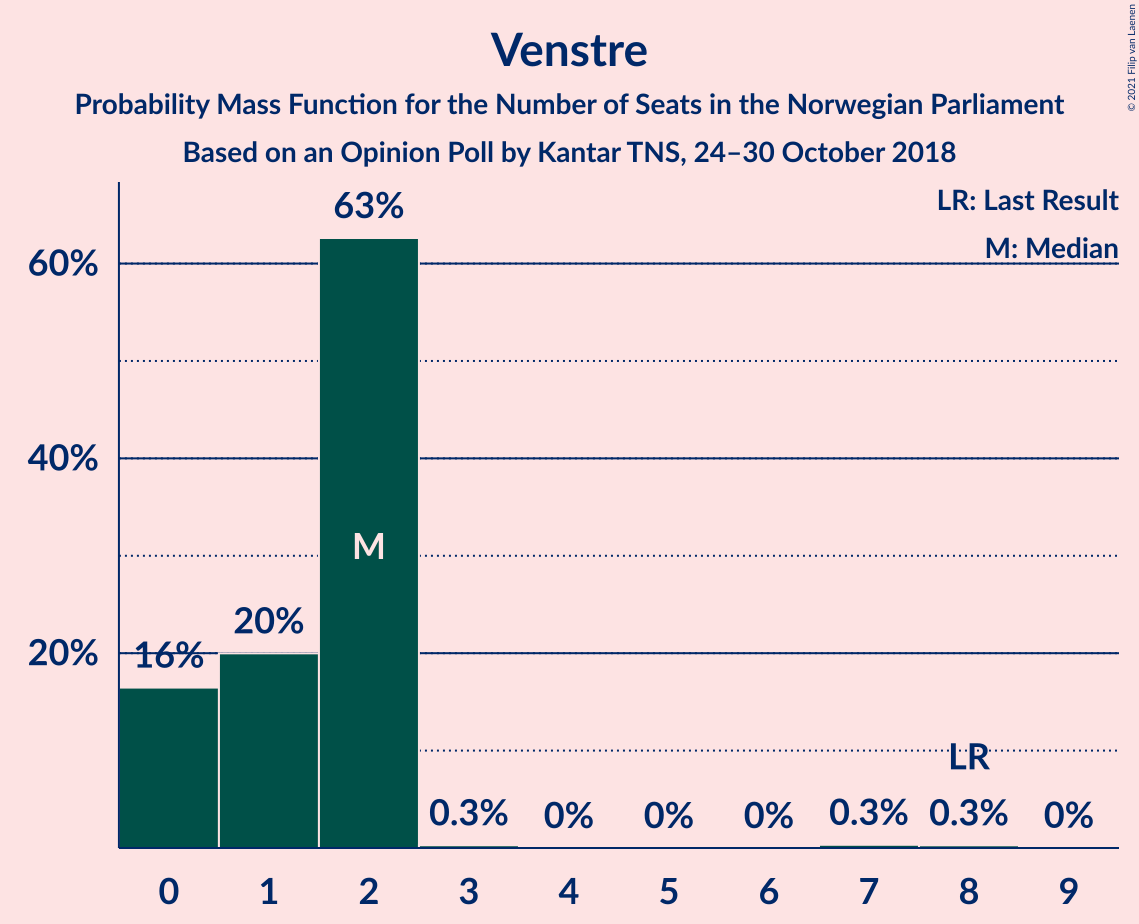 Venstre
Probability Mass Function for the Number of Seats in the Norwegian Parliament
Based on an Opinion Poll by Kantar TNS, 24–30 October 2018
© 2021 Filip van Laenen
LR: Last Result
M: Median
60%
40%
20%
16%
20%
63%
M
0.3%
0%
0%
0%
0.3%
LR
0.3%
0%
0 1 2 3 4 5 6 7 8 9